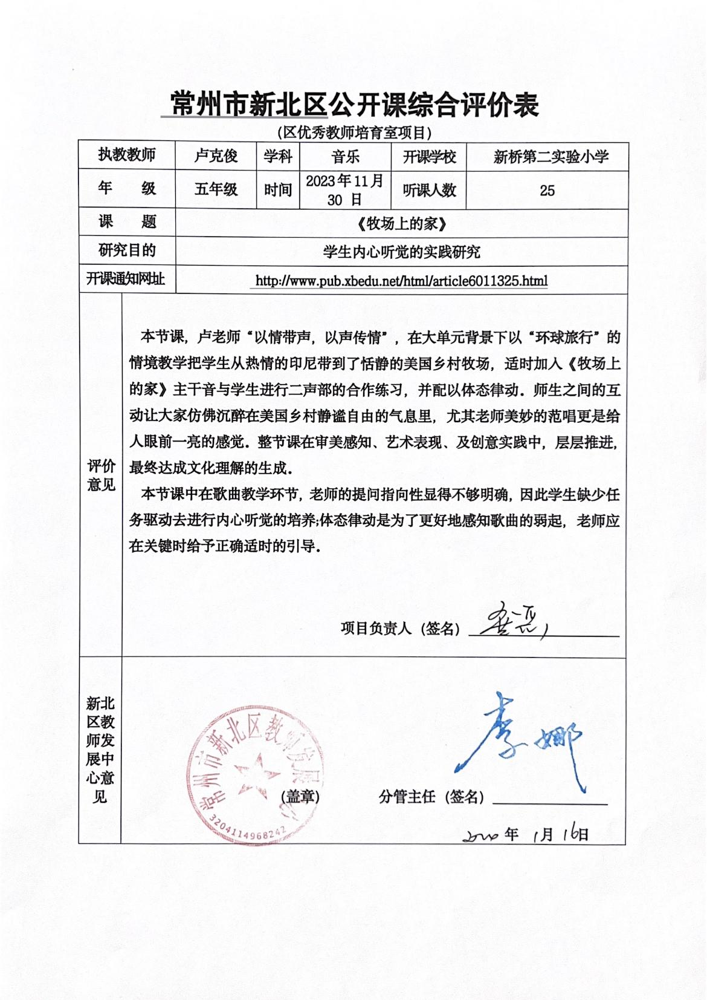 常州市新北区公开课综合评价表
(区优秀教师培育室项目)
执教教师 卢克俊 学科 音乐 开课学校 新桥第二实验小学
年 级 五年级 时间 2023年11月30 日 听课人数 25
课 题 《牧场上的家》
研究目的 学生内心听觉的实践研究
开课通知网址 http://www.pub.xbedu.net/html/article6011325.html
评价意见
本节课，卢老师“以情带声，以声传情”，在大单元背景下以“环球旅行”的
情境教学把学生从热情的印尼带到了恬静的美国乡村牧场，适时加入《牧场上
的家》主干音与学生进行二声部的合作练习，并配以体态律动．师生之间的互
动让大家仿佛沉醉在美国乡村静谧自由的气息里，尤其老师美妙的范唱更是给
人眼前一亮的感觉．整节课在审美感知、艺术表现、及创意实践中，层层推进，
最终达成文化理解的生成．
本节课中在歌曲教学环节，老师的提问指向性显得不够明确，因此学生缺少任
务驱动去进行内心听觉的培养;体态律动是为了更好地感知歌曲的弱起，老师应
在关键时给予正确适时的引导．
项目负责人（签名）
新北区教师发展中心意见
常州市新北区教师发展
3204114968242
（盖章）
分管主任（签名） 李娜
年 1月 16日